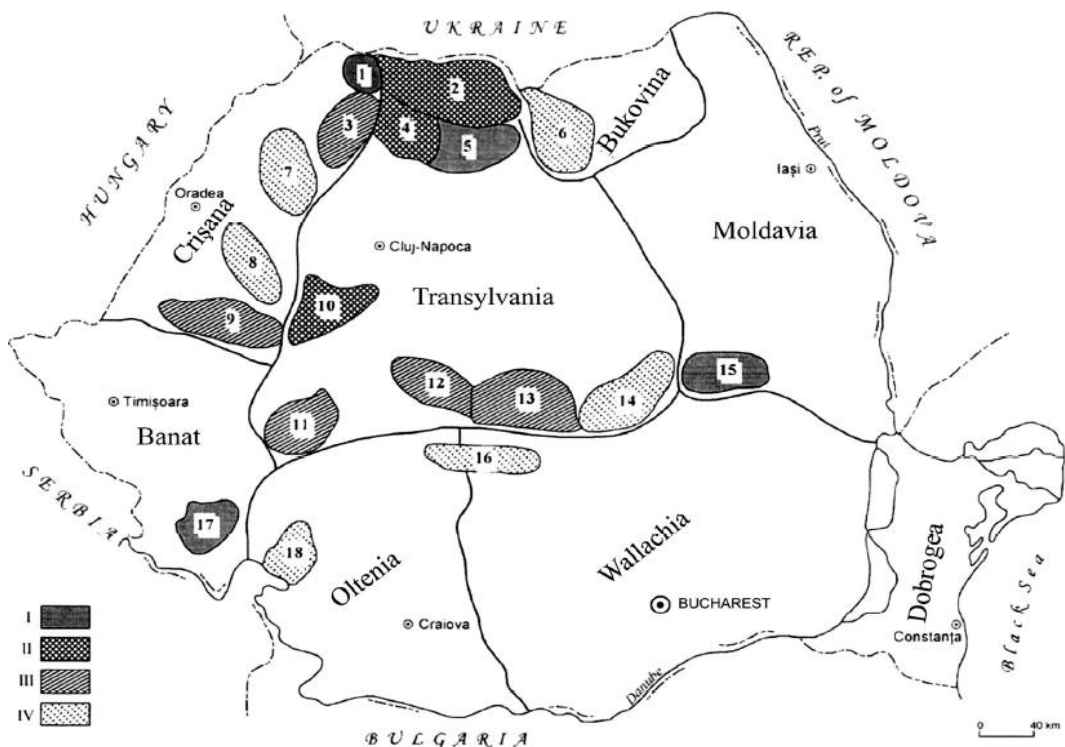 UKRAINE
REP. of MOLDOVA
HUNGARY
Bukovina
1
2
3
4
5
6
7
Prut
Iași
Oradea
Crișana
Cluj-Napoca
Moldavia
8
Transylvania
10
9
12
13
14
15
Timișoara
11
Banat
16
SERBIA
17
18
Oltenia
Wallachia
Dobrogea
Black Sea
BUCHAREST
Craiova
Constanța
I
II
III
IV
Danube
BULGARIA
0 40 km